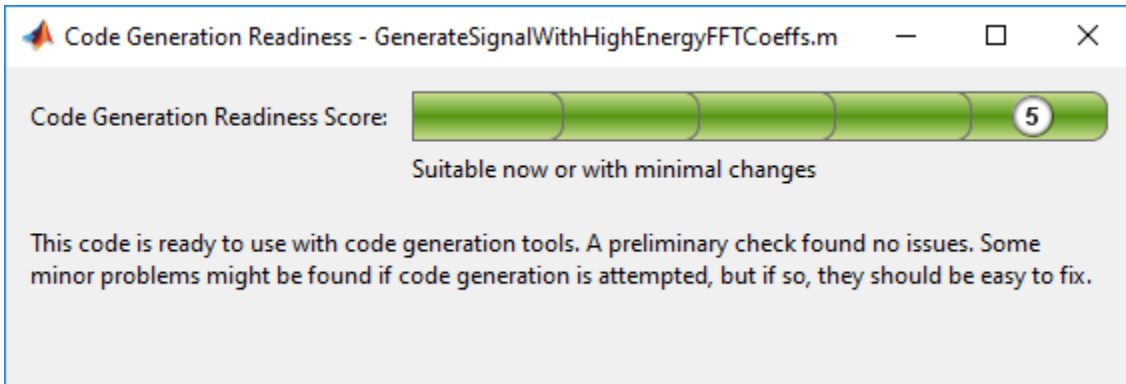 Code Generation Readiness - GenerateSignalWithHighEnergyFFTCoeffs.m
Code Generation Readiness Score:
5
Suitable now or with minimal changes
This code is ready to use with code generation tools. A preliminary check found no issues. Some
minor problems might be found if code generation is attempted, but if so, they should be easy to fix.